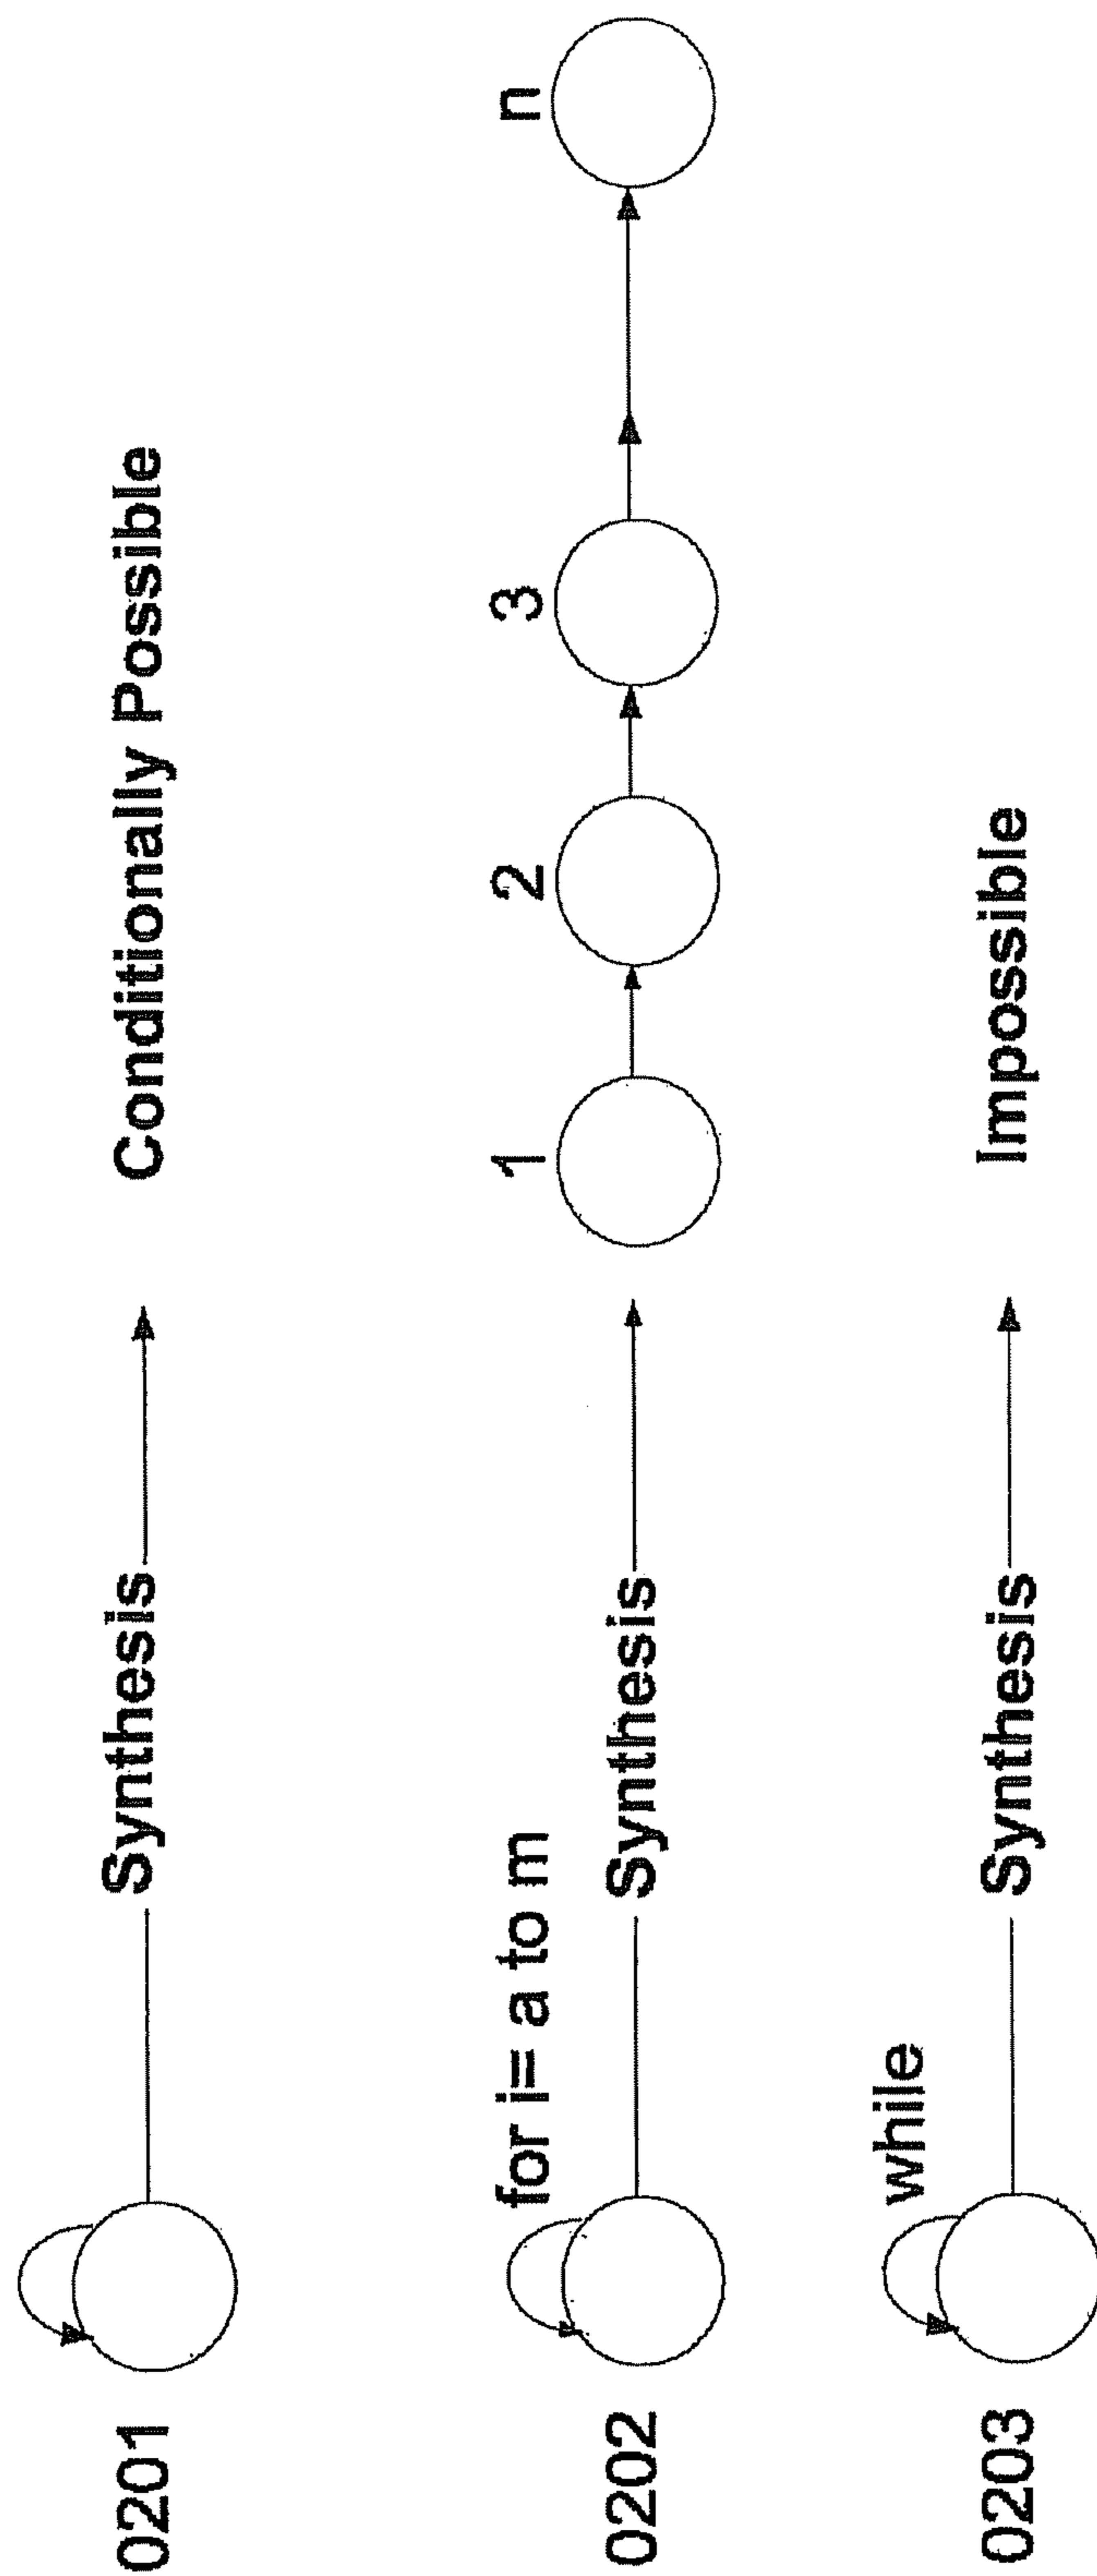 0201 Synthesis Conditionally Possible
for i= a to m 1 2 3 n
0202 Synthesis
while
0203 Synthesis Impossible